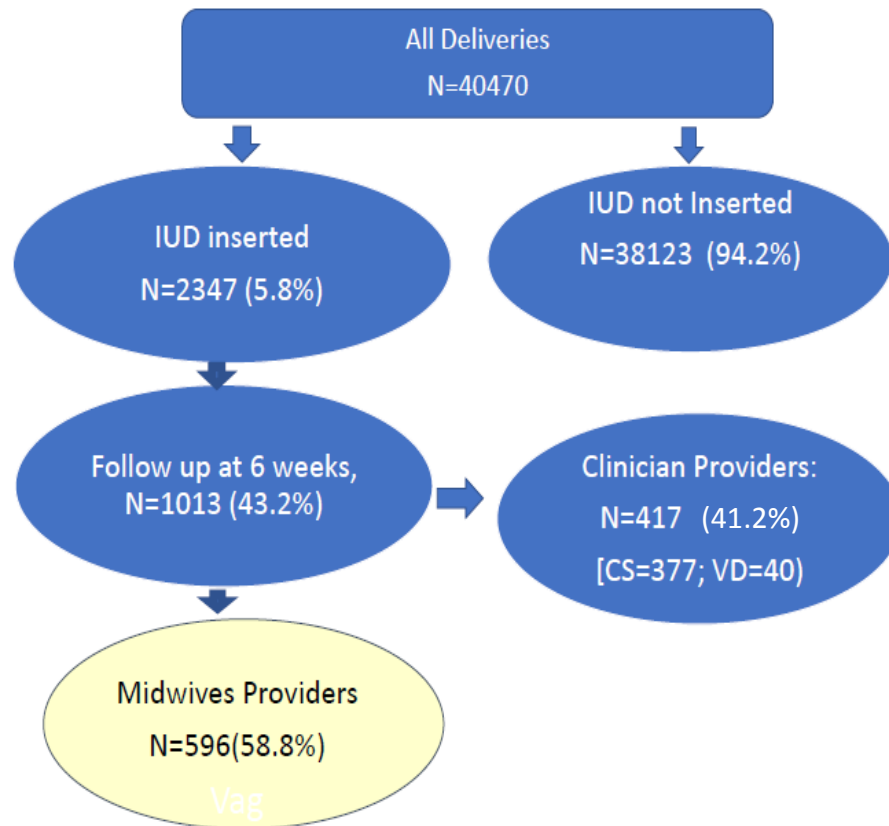 All Deliveries
N=40470
IUD inserted
N=2347 (5.8%)
IUD not Inserted
N=38123 (94.2%)
Follow up at 6 weeks,
N=1013 (43.2%)
Clinician Providers:
N=417 (41.2%)
[CS=377; VD=40)
Midwives Providers
N=596(58.8%)
Vag